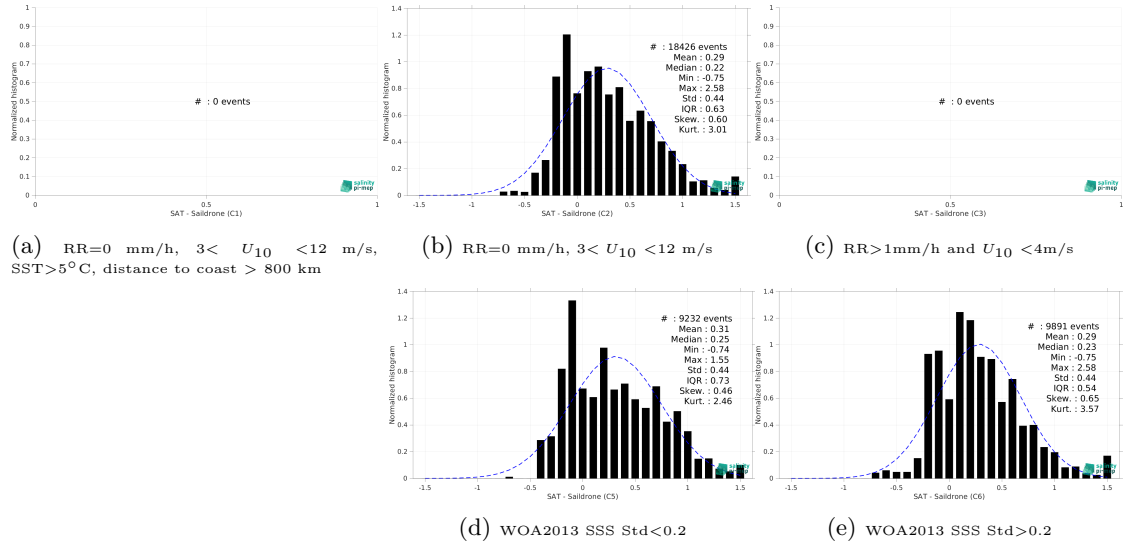 1
0.9
0.8
0.7
0.6
0.5
0.4
0.3
0.2
0.1
0
Normalized histogram
# : 0 events
0 0.5 1
SAT - Saildrone (C1)
salinity
pi-mep
1.4
1.2
1
0.8
0.6
0.4
0.2
0
Normalized histogram
# : 18426 events
Mean : 0.29
Median : 0.22
Min : -0.75
Max : 2.58
Std : 0.44
IQR : 0.63
Skew. : 0.60
Kurt. : 3.01
-1.5 -1 -0.5 0 0.5 1 1.5
SAT - Saildrone (C2)
salinity
pi-mep
1
0.9
0.8
0.7
0.6
0.5
0.4
0.3
0.2
0.1
0
Normalized histogram
# : 0 events
0 0.5 1
SAT - Saildrone (C3)
salinity
pi-mep
(a) RR=0 mm/h, 3< U10 <12 m/s,
SST>5°C, distance to coast > 800 km
(b) RR=0 mm/h, 3< U10 <12 m/s
(c) RR>1mm/h and U10 <4m/s
1.4
1.2
1
0.8
0.6
0.4
0.2
0
Normalized histogram
# : 9232 events
Mean : 0.31
Median : 0.25
Min : -0.74
Max : 1.55
Std : 0.44
IQR : 0.73
Skew. : 0.46
Kurt. : 2.46
-1.5 -1 -0.5 0 0.5 1 1.5
SAT - Saildrone (C5)
salinity
pi-mep
1.4
1.2
1
0.8
0.6
0.4
0.2
0
Normalized histogram
# : 9891 events
Mean : 0.29
Median : 0.23
Min : -0.75
Max : 2.58
Std : 0.44
IQR : 0.54
Skew. : 0.65
Kurt. : 3.57
-1.5 -1 -0.5 0 0.5 1 1.5
SAT - Saildrone (C6)
salinity
pi-mep
(d) WOA2013 SSS Std<0.2
(e) WOA2013 SSS Std>0.2